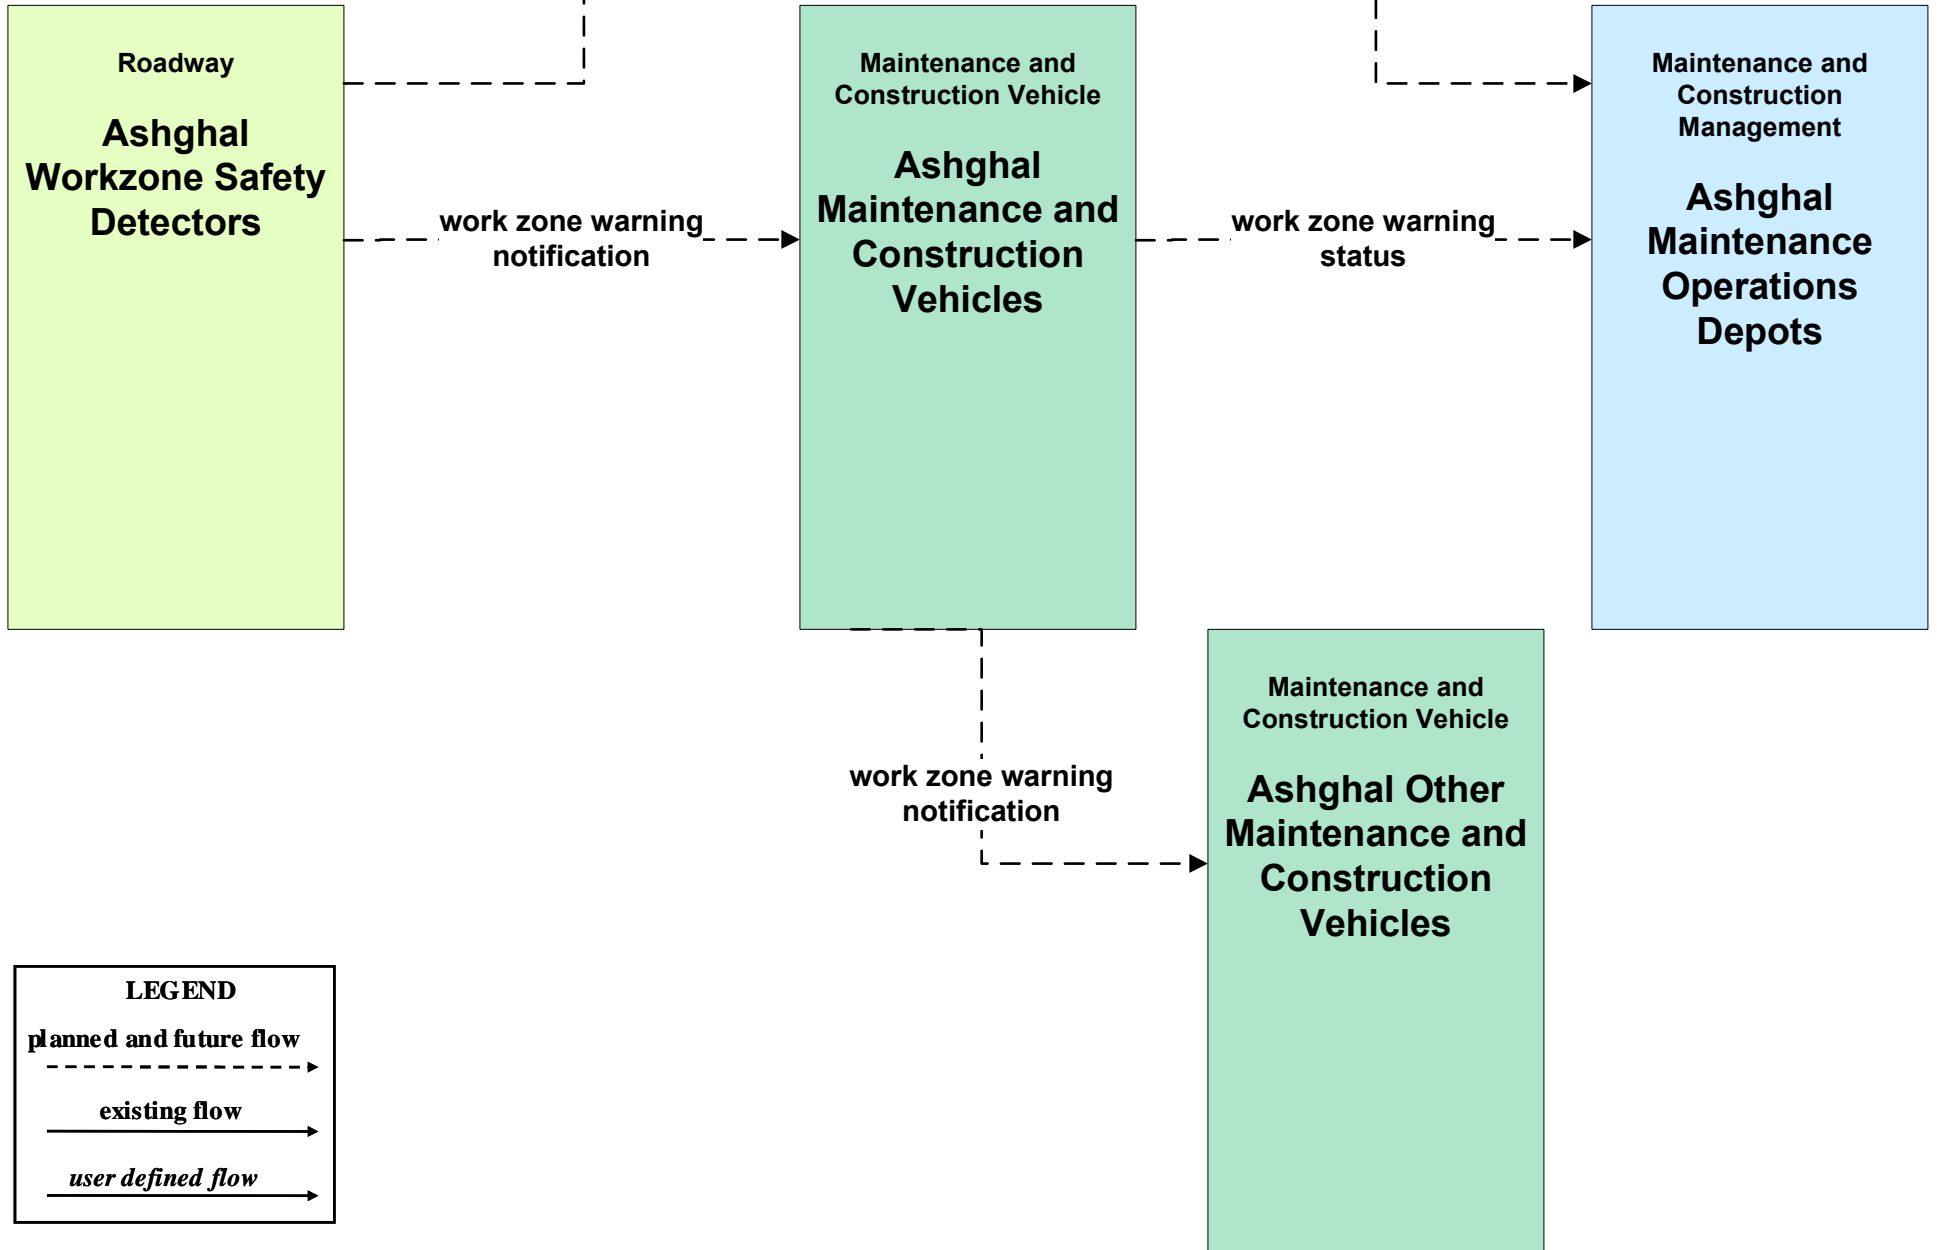 Roadway
Ashghal
Workzone Safety
Detectors
work zone warning
notification
Maintenance and
Construction Vehicle
Ashghal
Maintenance and
Construction
Vehicles
work zone warning
status
Maintenance and
Construction
Management
Ashghal
Maintenance
Operations
Depots
work zone warning
notification
Maintenance and
Construction Vehicle
Ashghal Other
Maintenance and
Construction
Vehicles
LEGEND
planned and future flow
existing flow
user defined flow